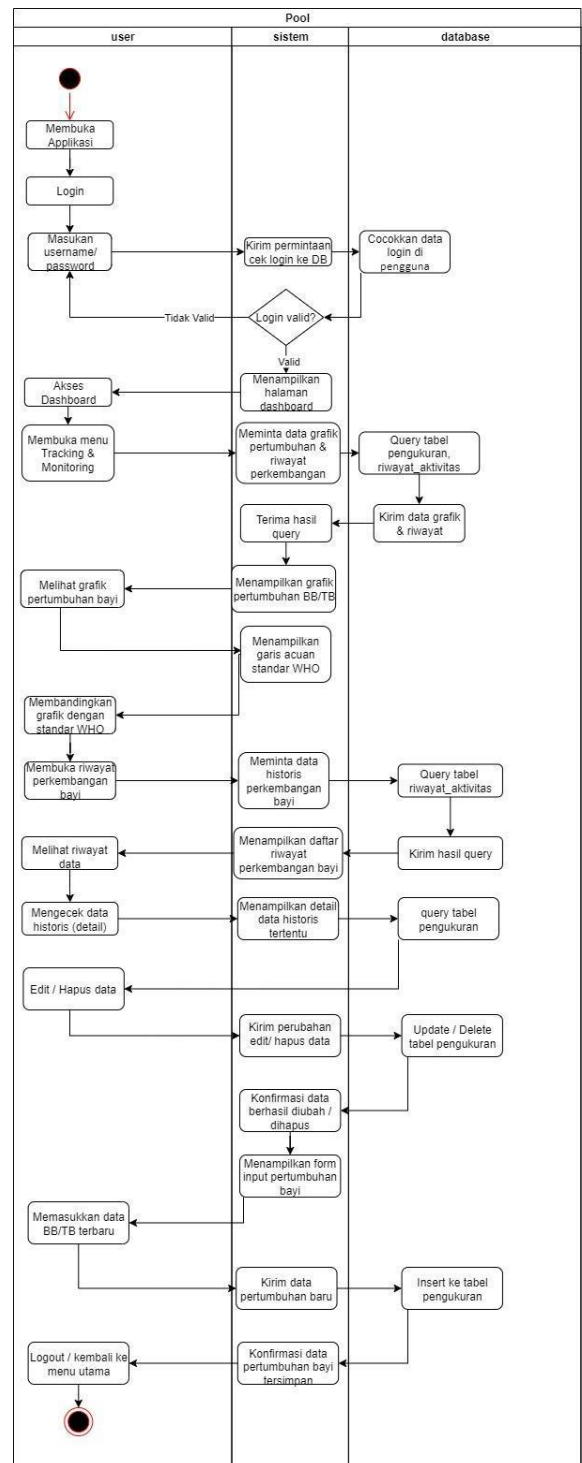 Pool
user
sistem
database
Membuka
Applikasi
Login
Masukan
username/
password
Kirim permintaan
cek login ke DB
Cocokkan data
login di
pengguna
Tidak Valid
Login valid?
Valid
Menampilkan
halaman
dashboard
Akses
Dashboard
Membuka menu
Tracking &
Monitoring
Meminta data grafik
pertumbuhan &
riwayat
perkembangan
Query tabel
pengukuran,
riwayat_aktivitas
Kirim data grafik
& riwayat
Terima hasil
query
Menampilkan grafik
pertumbuhan BB/TB
Melihat grafik
pertumbuhan bayi
Menampilkan
garis acuan
standar WHO
Membandingkan
grafik dengan
standar WHO
Membuka riwayat
perkembangan
bayi
Meminta data
historis
perkembangan
bayi
Query tabel
riwayat_aktivitas
Kirim hasil query
Menampilkan daftar
riwayat
perkembangan bayi
Melihat riwayat
data
Mengecek data
historis (detail)
Menampilkan detail
data historis
tertentu
query tabel
pengukuran
Edit / Hapus data
Kirim perubahan
edit/ hapus data
Update / Delete
tabel pengukuran
Konfirmasi data
berhasil diubah /
dihapus
Menampilkan form
input pertumbuhan
bayi
Memasukkan data
BB/TB terbaru
Kirim data
pertumbuhan baru
Insert ke tabel
pengukuran
Konfirmasi data
pertumbuhan bayi
tersimpan
Logout / kembali ke
menu utama